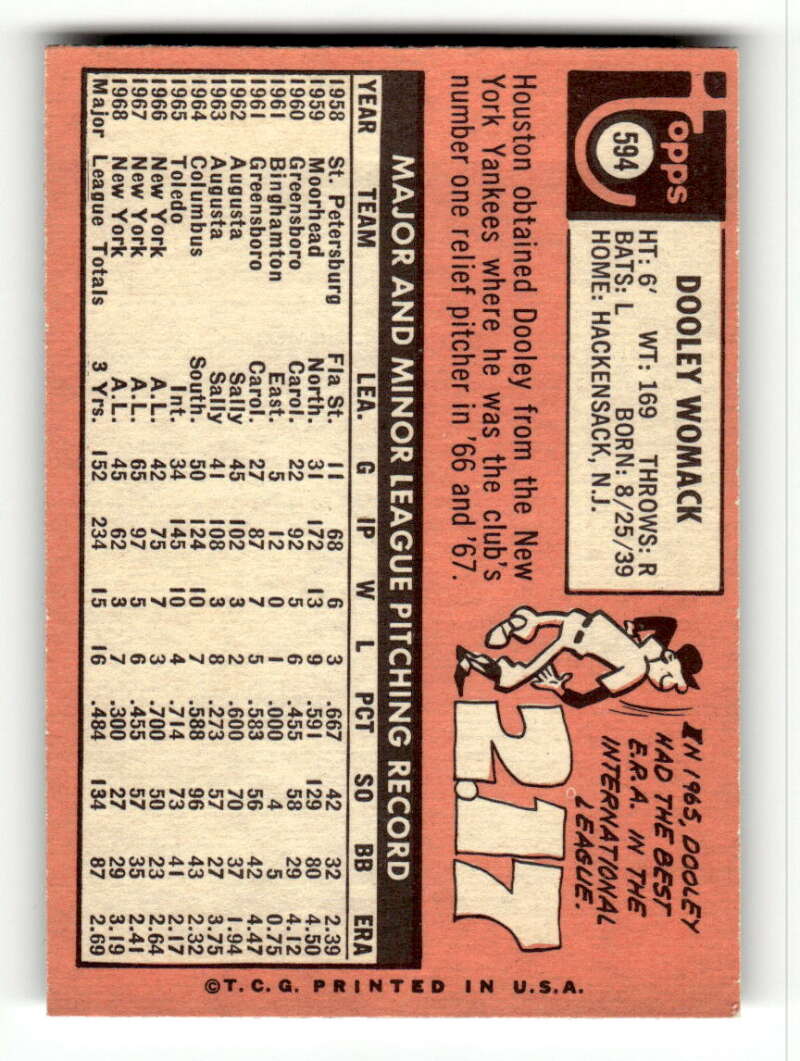 Topps
594
DOOLEY WOMACK
HT: 6' WT: 169 THROWS: R
BATS: L BORN: 8/25/39
HOME: HACKENSACK, N.J.
IN 1965, DOOLEY
HAD THE BEST
E.R.A. IN THE
INTERNATIONAL
LEAGUE.
2.17
Houston obtained Dooley from the New
York Yankees where he was the club's
number one relief pitcher in '66 and '67.
MAJOR AND MINOR LEAGUE PITCHING RECORD
YEAR TEAM LEA. G IP W L PCT SO BB ERA
1958 St. Petersburg Fla St. 11 68 6 3 .667 42 32 2.39
1959 Moorhead North. 31 172 13 9 .591 129 80 4.50
1960 Greensboro Carol. 22 92 5 6 .455 58 29 4.12
1961 Binghamton East. 5 12 0 1 .000 4 5 0.75
1961 Greensboro Carol. 27 87 7 5 .583 56 42 4.47
1962 Augusta Sally 45 102 3 2 .600 70 37 1.94
1963 Augusta Sally 41 108 3 8 .273 57 27 3.75
1964 Columbus South. 50 124 10 7 .588 96 43 2.32
1965 Toledo Int. 34 145 10 4 .714 73 41 2.17
1966 New York A.L. 42 75 7 3 .700 50 23 2.64
1967 New York A.L. 65 97 5 6 .455 57 35 2.41
1968 New York A.L. 45 62 3 7 .300 27 29 3.19
Major League Totals 3 Yrs. 152 234 15 16 .484 134 87 2.69
©T.C.G. PRINTED IN U.S.A.